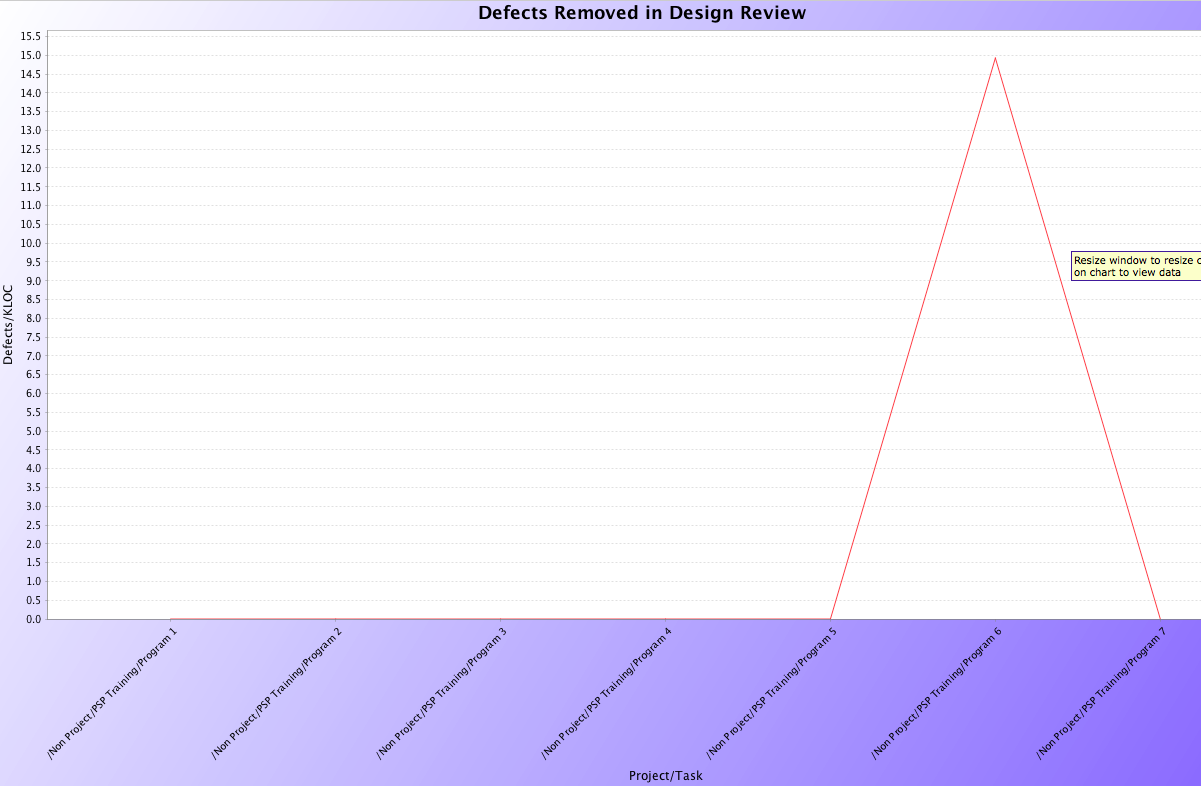 Defects Removed in Design Review
15.5
15.0
14.5
14.0
13.5
13.0
12.5
12.0
11.5
11.0
10.5
10.0
9.5
9.0
8.5
8.0
7.5
7.0
6.5
6.0
5.5
5.0
4.5
4.0
3.5
3.0
2.5
2.0
1.5
1.0
0.5
0.0
Defects/KLOC
Resize window to resize
on chart to view data
/Non Project/PSP Training/Program 1
/Non Project/PSP Training/Program 2
/Non Project/PSP Training/Program 3
/Non Project/PSP Training/Program 4
/Non Project/PSP Training/Program 5
/Non Project/PSP Training/Program 6
/Non Project/PSP Training/Program 7
Project/Task